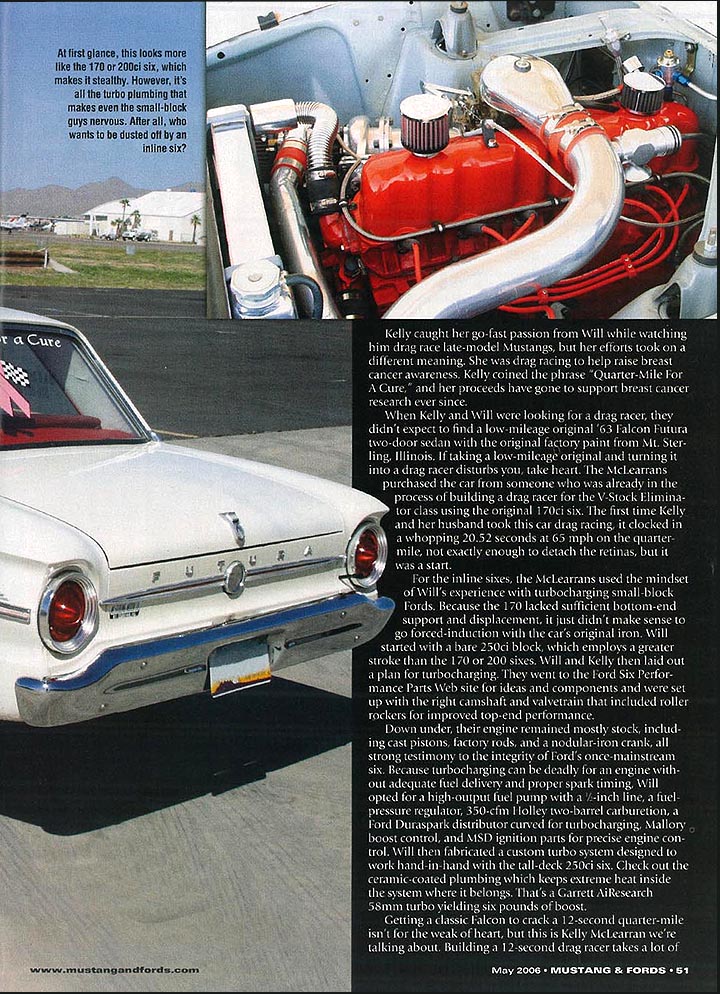 At first glance, this looks more
like the 170 or 200ci six, which
makes it stealthy. However, it's
all the turbo plumbing that
makes even the small-block
guys nervous. After all, who
wants to be dusted off by an
inline six?
r a Cure
FUTURA
Kelly caught her go-fast passion from Will while watching
him drag race late-model Mustangs, but her efforts took on a
different meaning. She was drag racing to help raise breast
cancer awareness. Kelly coined the phrase "Quarter-Mile For
A Cure," and her proceeds have gone to support breast cancer
research ever since.
When Kelly and Will were looking for a drag racer, they
didn't expect to find a low-mileage original '63 Falcon Futura
two-door sedan with the original factory paint from Mt. Ster-
ling, Illinois. If taking a low-mileage original and turning it
into a drag racer disturbs you, take heart. The McLearrans
purchased the car from someone who was already in the
process of building a drag racer for the V-Stock Elimina-
tor class using the original 170ci six. The first time Kelly
and her husband took this car drag racing, it clocked in
a whopping 20.52 seconds at 65 mph on the quarter-
mile, not exactly enough to detach the retinas, but it
was a start.
For the inline sixes, the McLearrans used the mindset
of Will's experience with turbocharging small-block
Fords. Because the 170 lacked sufficient bottom-end
support and displacement, it just didn't make sense to
go forced-induction with the car's original iron. Will
started with a bare 250ci block, which employs a greater
stroke than the 170 or 200 sixes. Will and Kelly then laid out
a plan for turbocharging. They went to the Ford Six Perfor-
mance Parts Web site for ideas and components and were set
up with the right camshaft and valvetrain that included roller
rockers for improved top-end performance.
Down under, their engine remained mostly stock, includ-
ing cast pistons, factory rods, and a nodular-iron crank, all
strong testimony to the integrity of Ford's once-mainstream
six. Because turbocharging can be deadly for an engine with-
out adequate fuel delivery and proper spark timing, Will
opted for a high-output fuel pump with a ½-inch line, a fuel-
pressure regulator, 350-cfm Holley two-barrel carburetion, a
Ford Duraspark distributor curved for turbocharging, Mallory
boost control, and MSD ignition parts for precise engine con-
trol. Will then fabricated a custom turbo system designed to
work hand-in-hand with the tall-deck 250ci six. Check out the
ceramic-coated plumbing which keeps extreme heat inside
the system where it belongs. That's a Garrett AiResearch
58mm turbo yielding six pounds of boost.
Getting a classic Falcon to crack a 12-second quarter-mile
isn't for the weak of heart, but this is Kelly McLearran we're
talking about. Building a 12-second drag racer takes a lot of
www.mustangandfords.com
May 2006 • MUSTANG & FORDS • 51